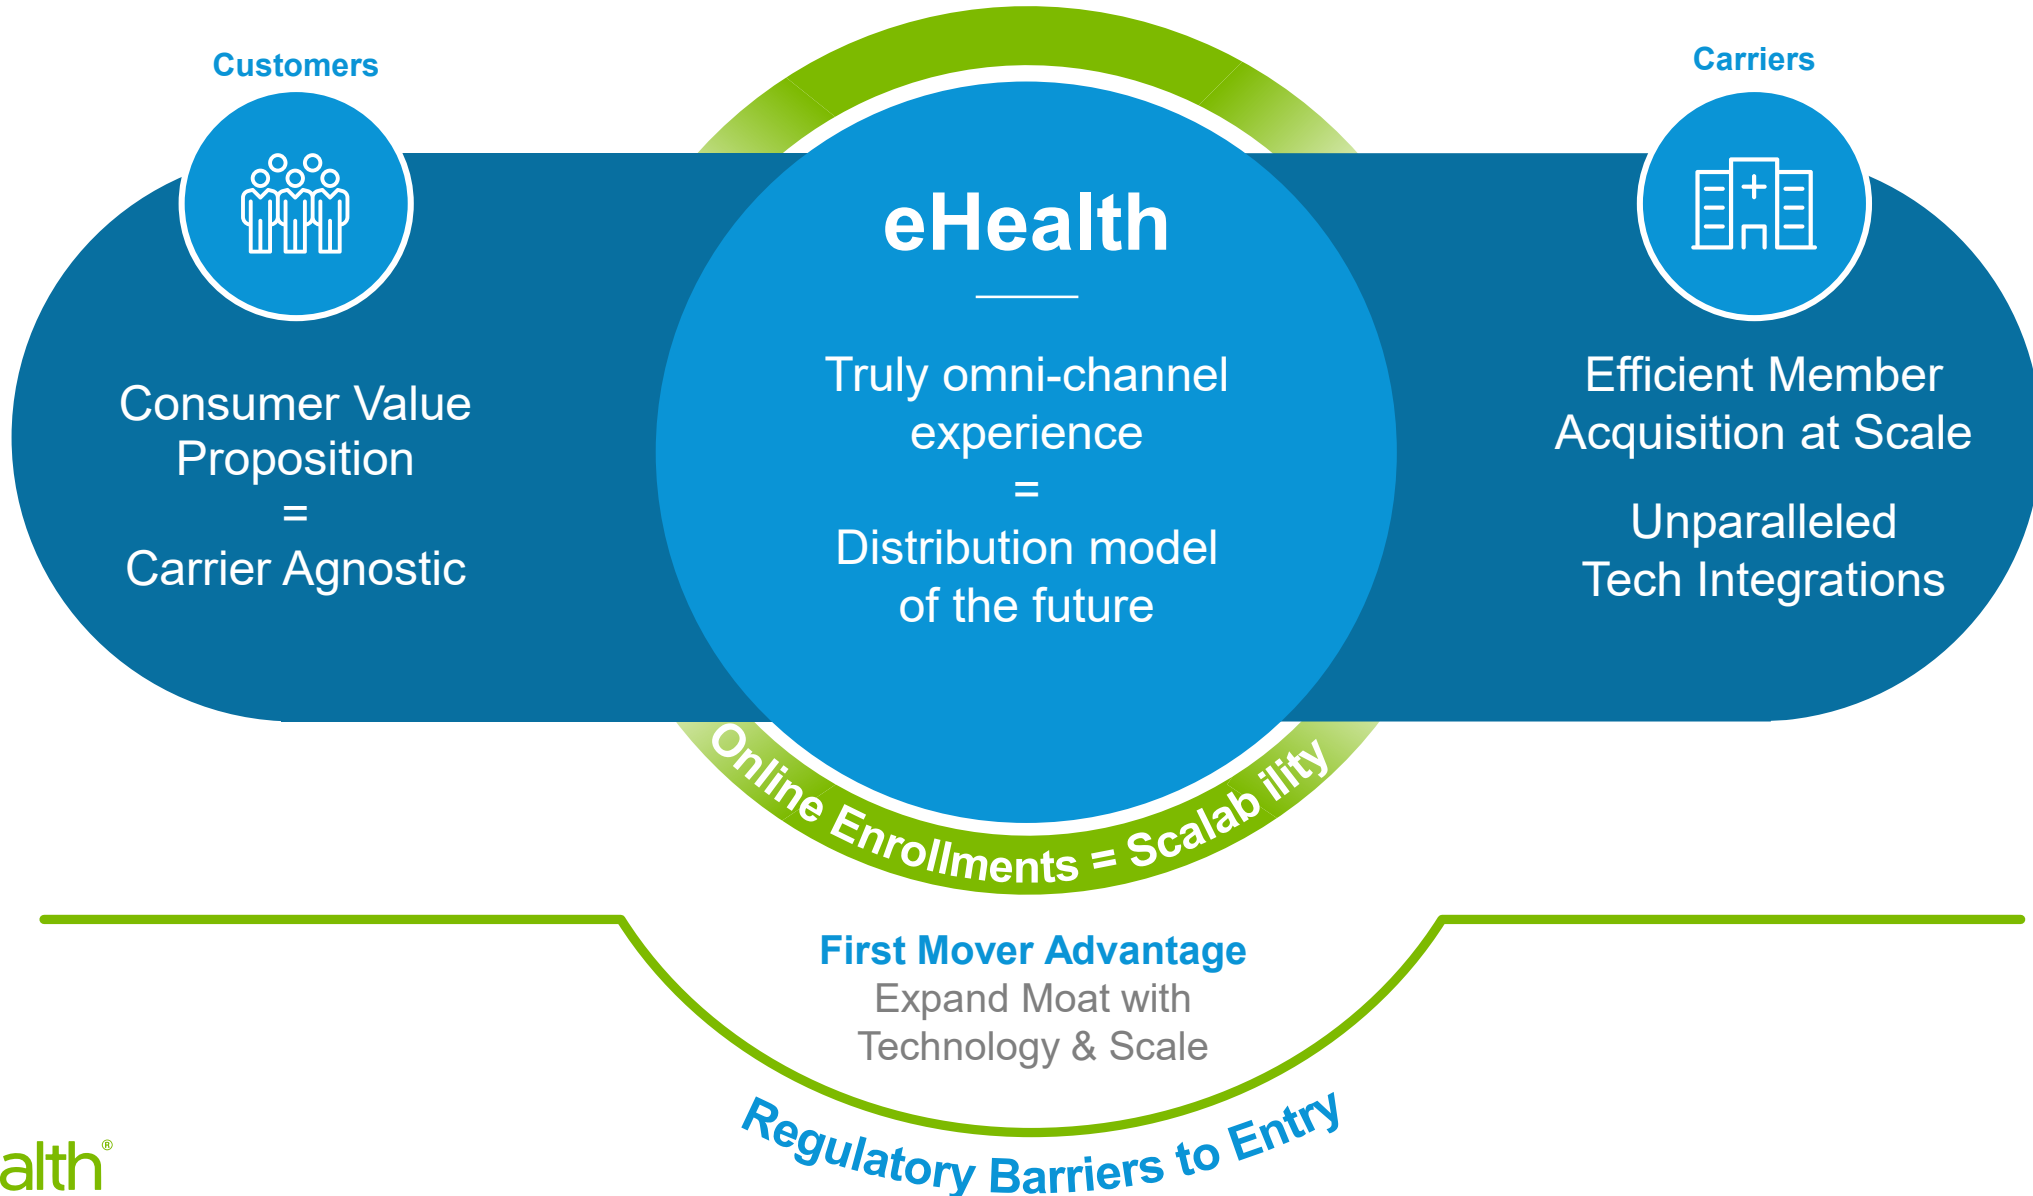 Customers
Carriers
eHealth
Consumer Value
Proposition
=
Carrier Agnostic
Truly omni-channel
experience
=
Distribution model
of the future
Efficient Member
Acquisition at Scale
Unparalleled
Tech Integrations
Online Enrollments = Scalab ility
First Mover Advantage
Expand Moat with
Technology & Scale
Regulatory Barriers to Entry
alth®